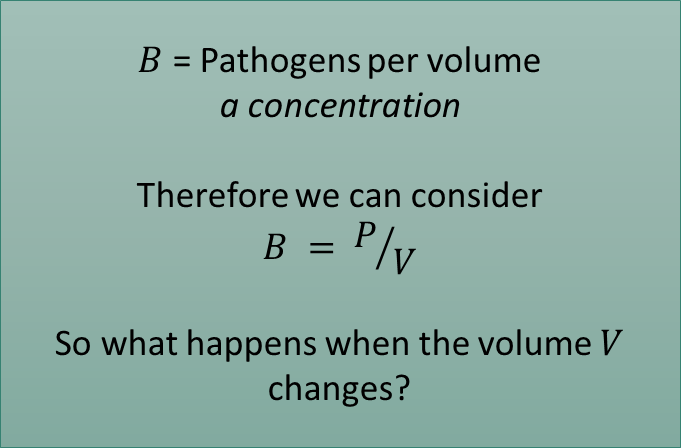 B = Pathogens per volume
a concentration
Therefore we can consider
B = P/V
So what happens when the volume V
changes?